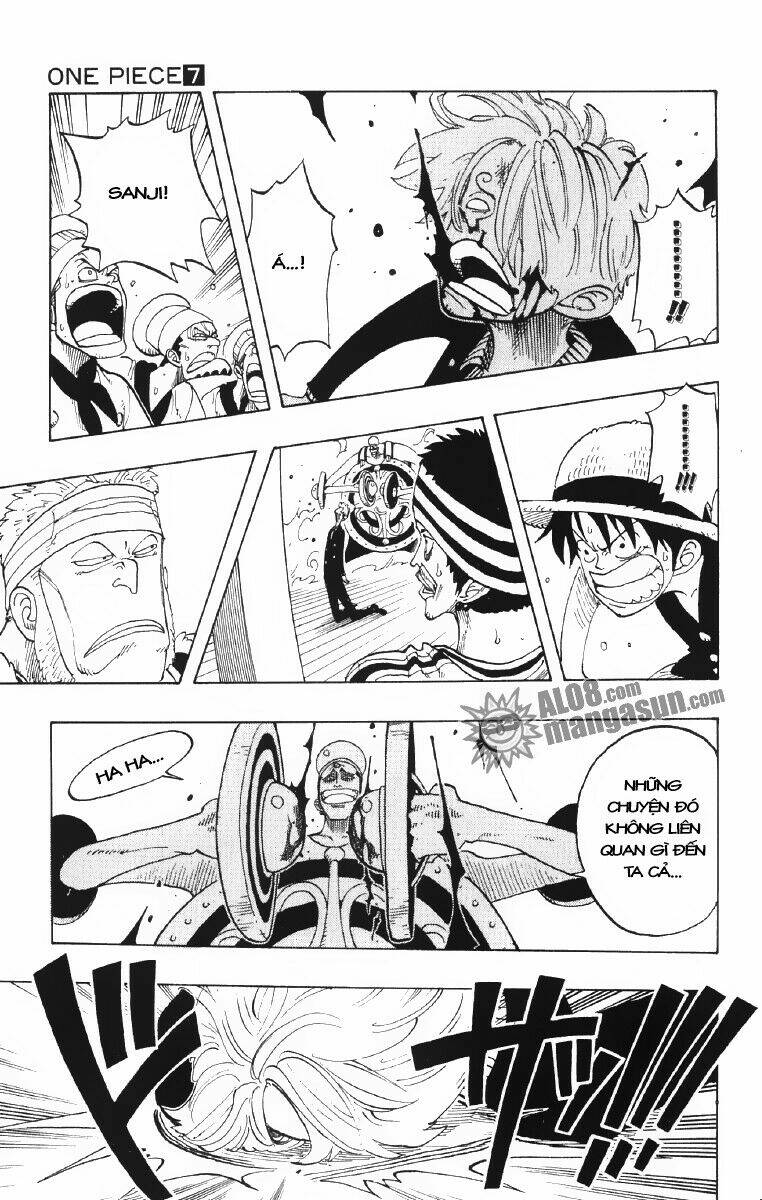 ONE PIECE 7
.........!!
Á...!
SANJI!
.........!!!
AL08.com
mangasun.com
NHỮNG
CHUYỆN ĐÓ
KHÔNG LIÊN
QUAN GÌ ĐẾN
TA CẢ...
HA HA...